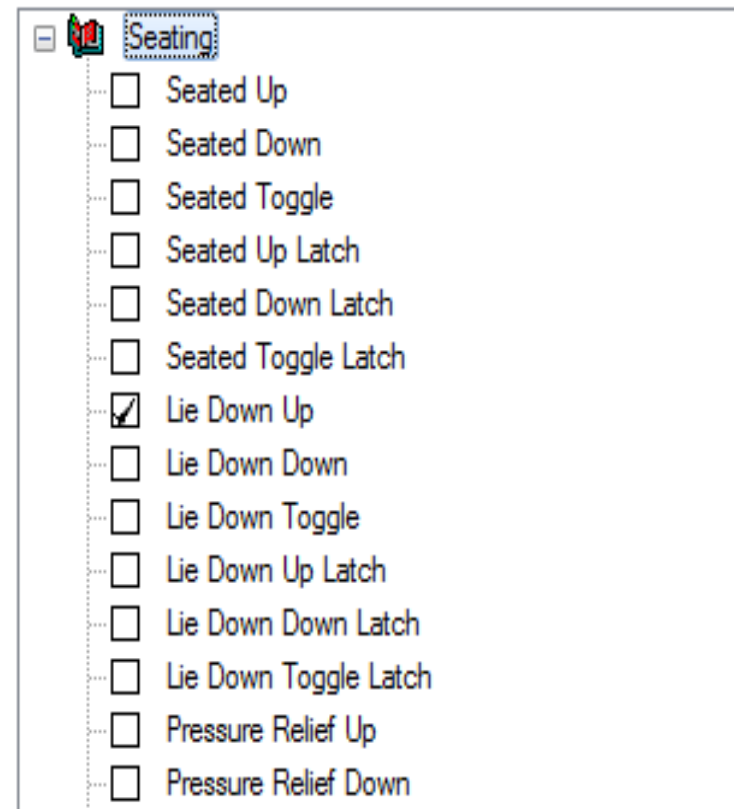 Seating
Seated Up
Seated Down
Seated Toggle
Seated Up Latch
Seated Down Latch
Seated Toggle Latch
Lie Down Up
Lie Down Down
Lie Down Toggle
Lie Down Up Latch
Lie Down Down Latch
Lie Down Toggle Latch
Pressure Relief Up
Pressure Relief Down